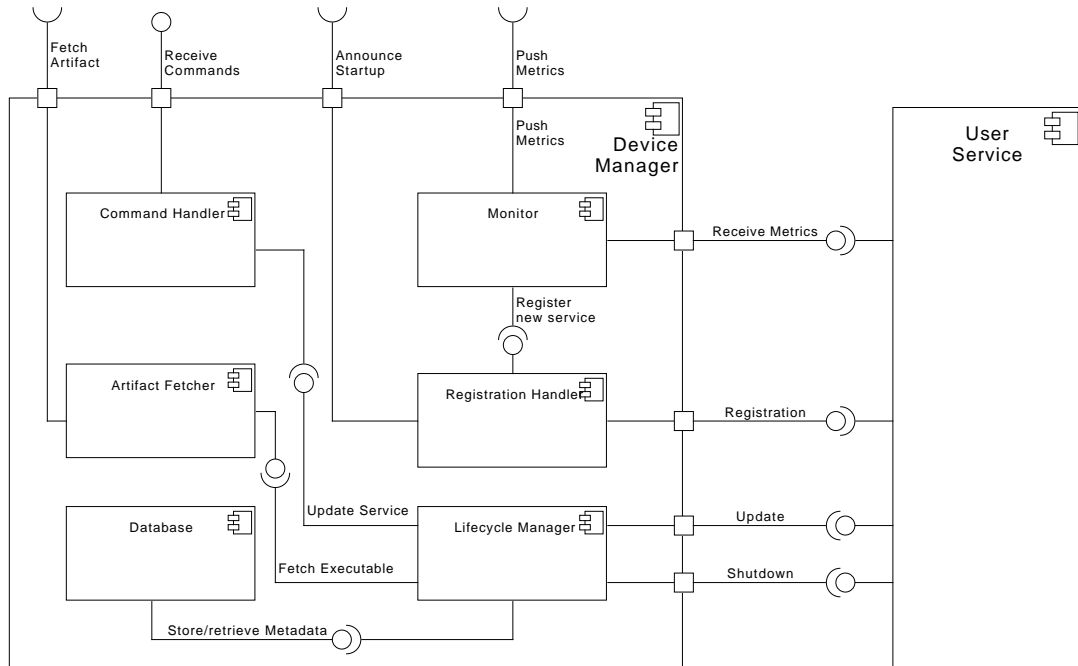 Fetch
Artifact
Receive
Commands
Announce
Startup
Push
Metrics
Push
Metrics
Device
Manager
User
Service
Command Handler
Monitor
Receive Metrics
Register
new service
Artifact Fetcher
Registration Handler
Registration
Update Service
Database
Lifecycle Manager
Update
Fetch Executable
Shutdown
Store/retrieve Metadata